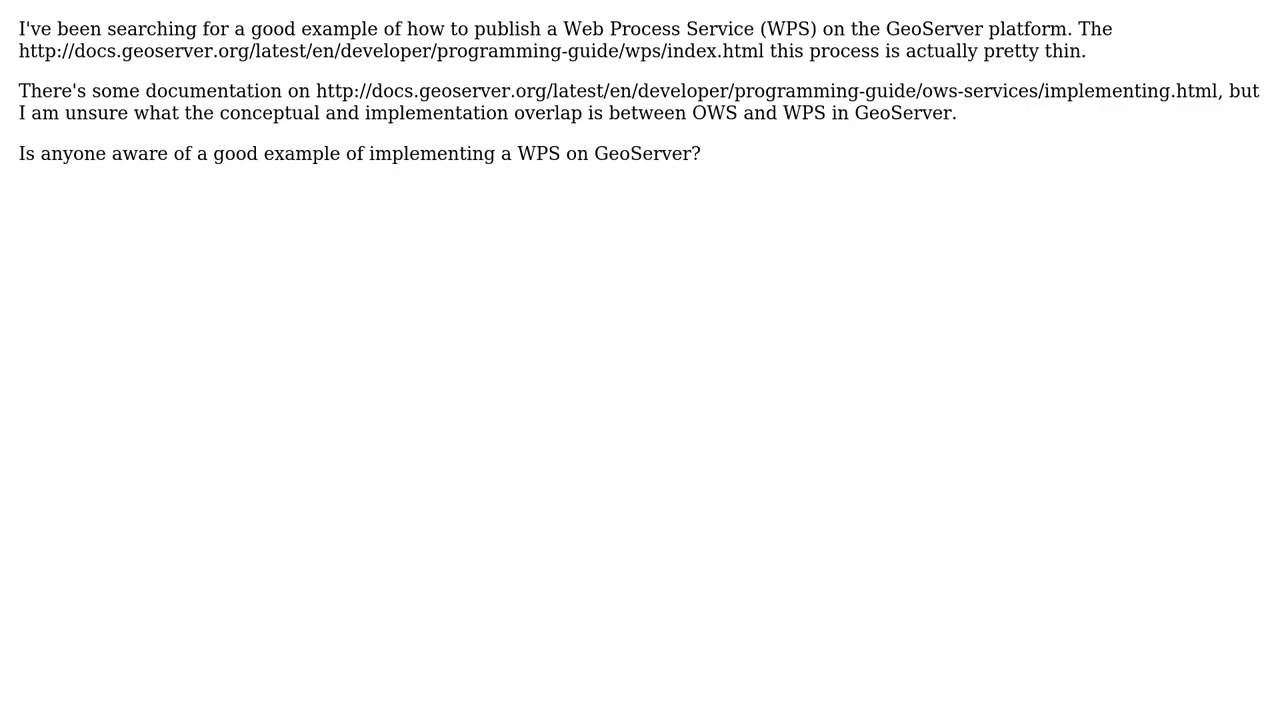 I've been searching for a good example of how to publish a Web Process Service (WPS) on the GeoServer platform. The
http://docs.geoserver.org/latest/en/developer/programming-guide/wps/index.html this process is actually pretty thin.
There's some documentation on http://docs.geoserver.org/latest/en/developer/programming-guide/ows-services/implementing.html, but
I am unsure what the conceptual and implementation overlap is between OWS and WPS in GeoServer.
Is anyone aware of a good example of implementing a WPS on GeoServer?